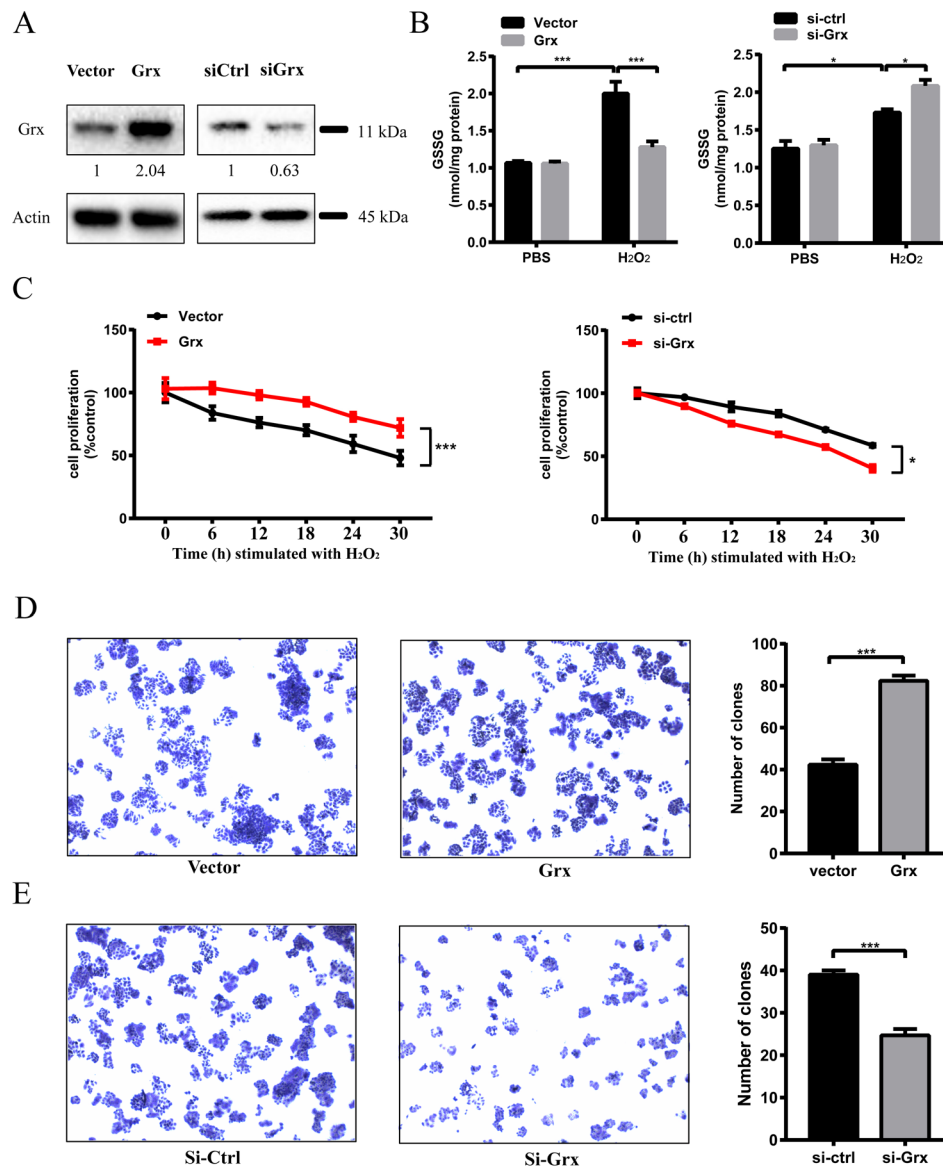 A
Vector Grx siCtrl siGrx
Grx 11 kDa
1 2.04 1 0.63
Actin 45 kDa
B
Vector
Grx
GSSG
(nmol/mg protein)
2.5
2.0
1.5
1.0
0.5
0.0
*** ***
PBS H2O2
si-ctrl
si-Grx
GSSG
(nmol/mg protein)
2.5
2.0
1.5
1.0
0.5
0.0
* *
PBS H2O2
C
Vector
Grx
cell proliferation
(%control)
150
100
50
0
***
0 6 12 18 24 30
Time (h) stimulated with H2O2
si-ctrl
si-Grx
cell proliferation
(%control)
150
100
50
0
*
0 6 12 18 24 30
Time (h) stimulated with H2O2
D
Vector
Grx
Number of clones
100
80
60
40
20
0
***
vector Grx
E
Si-Ctrl
Si-Grx
Number of clones
50
40
30
20
10
0
***
si-ctrl si-Grx